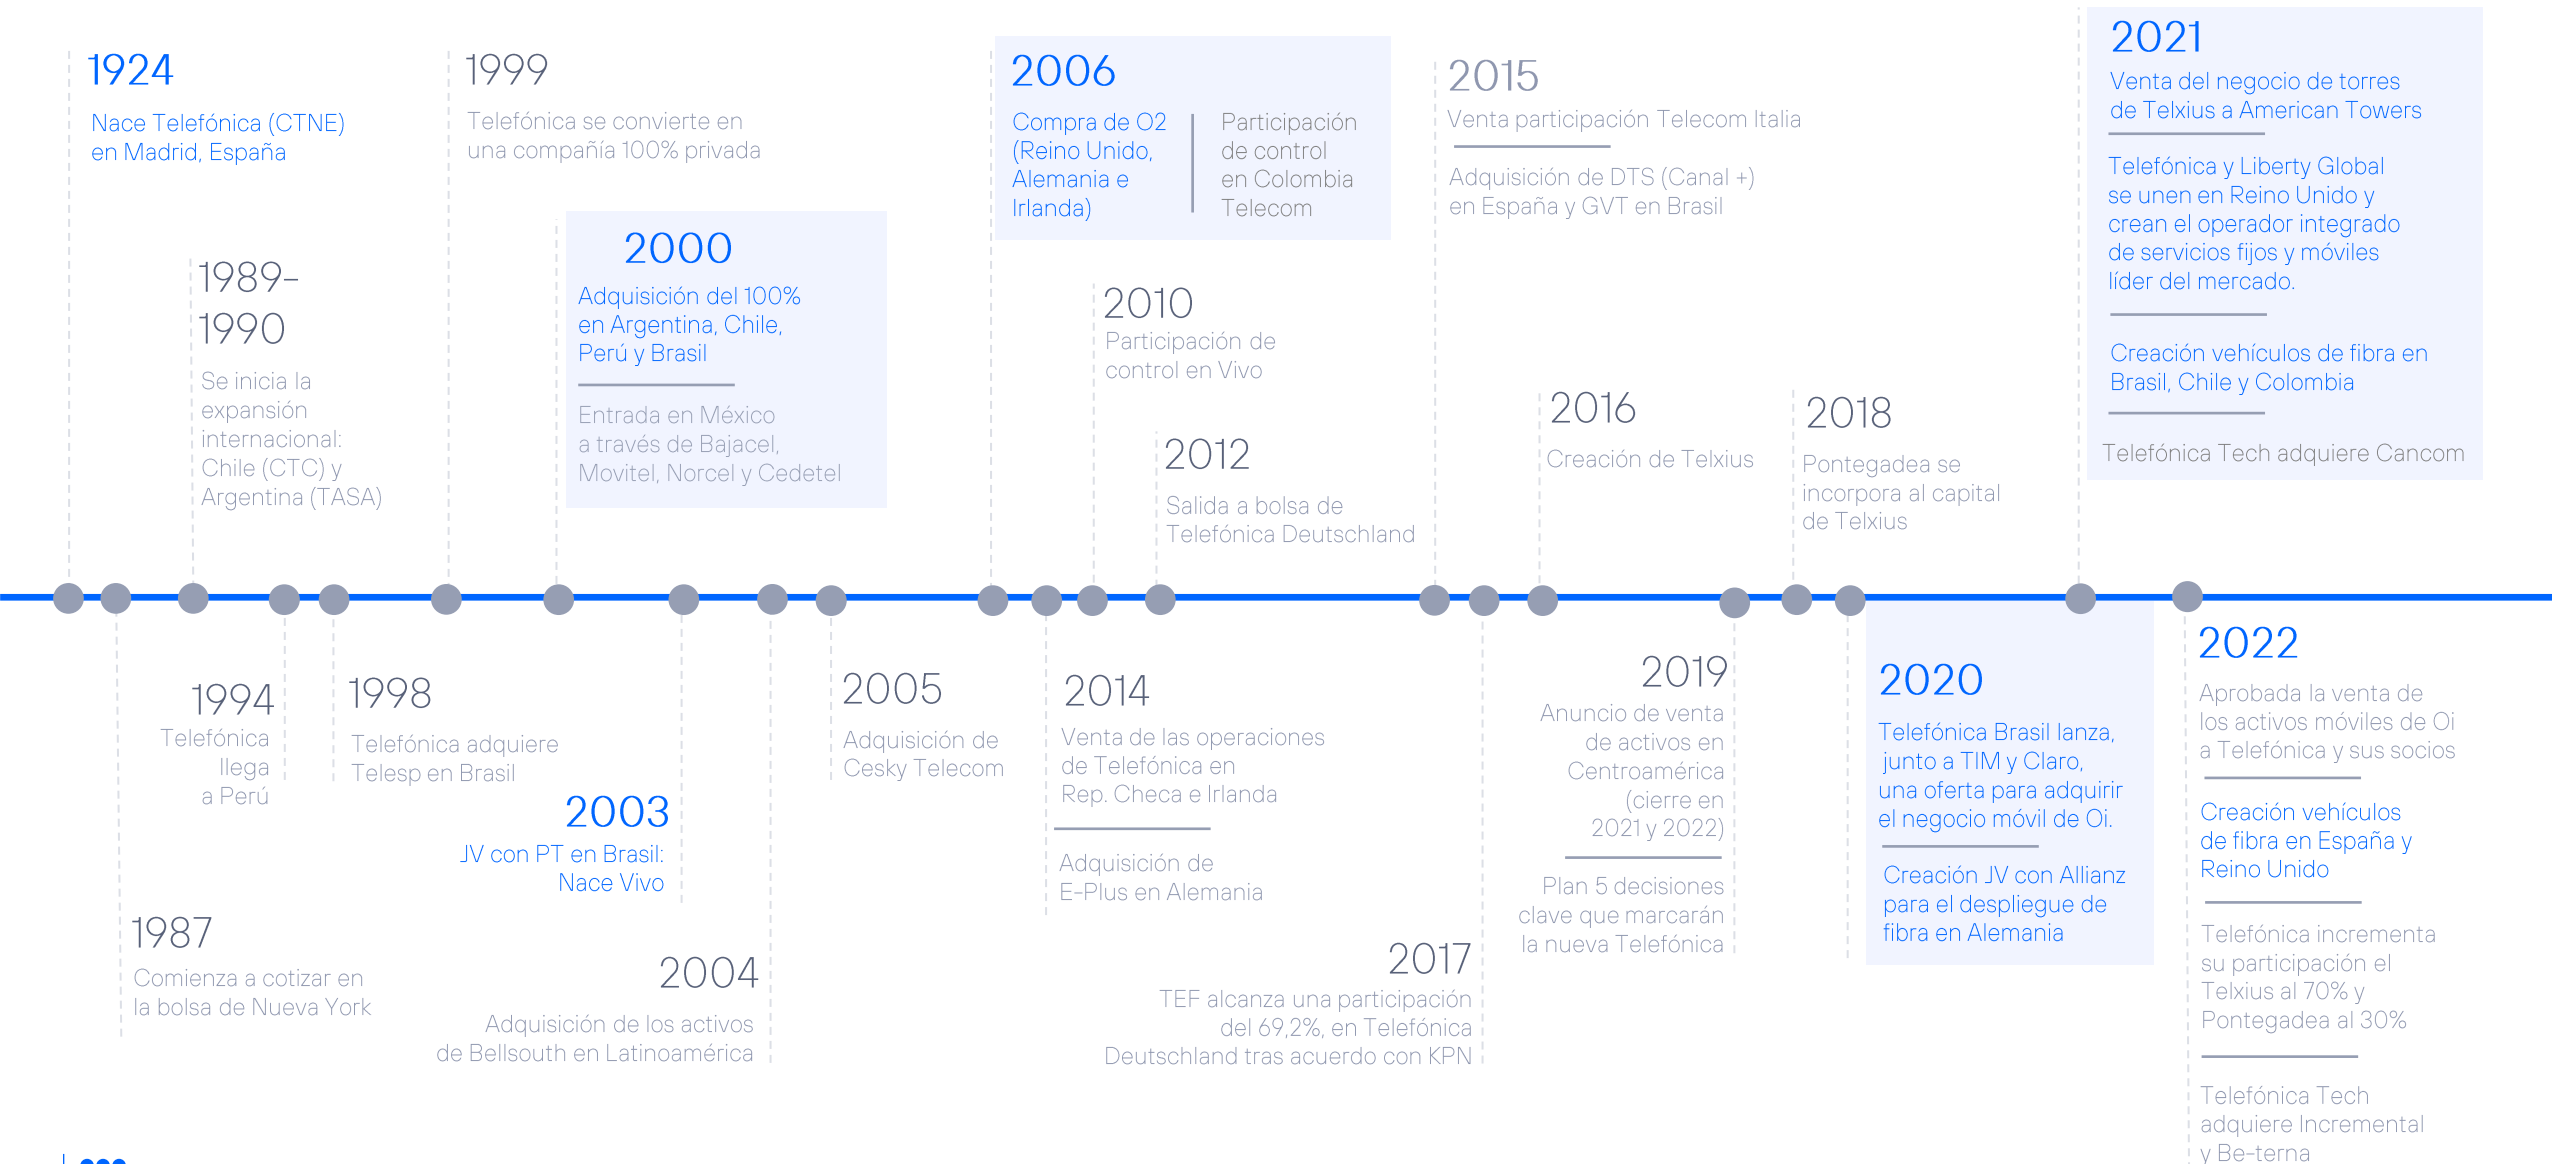 1924
Nace Telefónica (CTNE)
en Madrid, España
1987
Comienza a cotizar en
la bolsa de Nueva York
1989-
1990
Se inicia la
expansión
internacional:
Chile (CTC) y
Argentina (TASA)
1994
Telefónica
llega
a Perú
1998
Telefónica adquiere
Telesp en Brasil
1999
Telefónica se convierte en
una compañía 100% privada
2000
Adquisición del 100%
en Argentina, Chile,
Perú y Brasil
Entrada en México
a través de Bajacel,
Movitel, Norcel y Cedetel
2003
JV con PT en Brasil:
Nace Vivo
2004
Adquisición de los activos
de Bellsouth en Latinoamérica
2005
Adquisición de
Cesky Telecom
2006
Compra de O2
(Reino Unido,
Alemania e
Irlanda)
Participación
de control
en Colombia
Telecom
2014
Venta de las operaciones
de Telefónica en
Rep. Checa e Irlanda
Adquisición de
E-Plus en Alemania
2010
Participación de
control en Vivo
2012
Salida a bolsa de
Telefónica Deutschland
2015
Venta participación Telecom Italia
Adquisición de DTS (Canal +)
en España y GVT en Brasil
2017
TEF alcanza una participación
del 69,2%, en Telefónica
Deutschland tras acuerdo con KPN
2016
Creación de Telxius
2019
Anuncio de venta
de activos en
Centroamérica
(cierre en
2021 y 2022)
Plan 5 decisiones
clave que marcarán
la nueva Telefónica
2018
Pontegadea se
incorpora al capital
de Telxius
2020
Telefónica Brasil lanza,
junto a TIM y Claro,
una oferta para adquirir
el negocio móvil de Oi.
Creación JV con Allianz
para el despliegue de
fibra en Alemania
2021
Venta del negocio de torres
de Telxius a American Towers
Telefónica y Liberty Global
se unen en Reino Unido y
crean el operador integrado
de servicios fijos y móviles
líder del mercado.
Creación vehículos de fibra en
Brasil, Chile y Colombia
Telefónica Tech adquiere Cancom
2022
Aprobada la venta de
los activos móviles de Oi
a Telefónica y sus socios
Creación vehículos
de fibra en España y
Reino Unido
Telefónica incrementa
su participación el
Telxius al 70% y
Pontegadea al 30%
Telefónica Tech
adquiere Incremental
y Be-terna